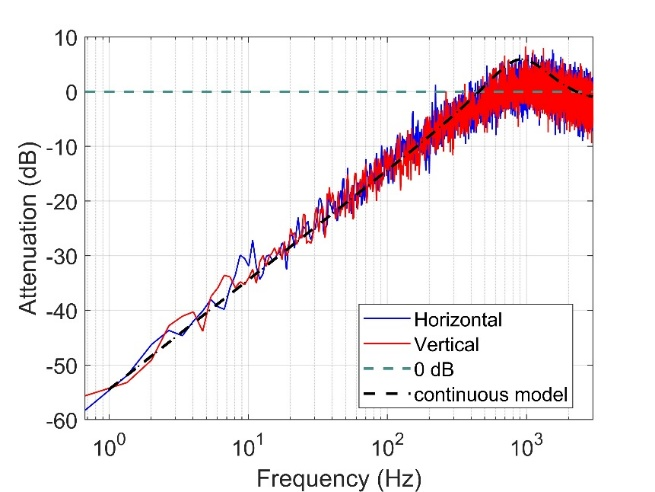 10
0
-10
-20
-30
-40
-50
-60
Attenuation (dB)
Horizontal
Vertical
0 dB
continuous model
10^0
10^1
10^2
10^3
Frequency (Hz)